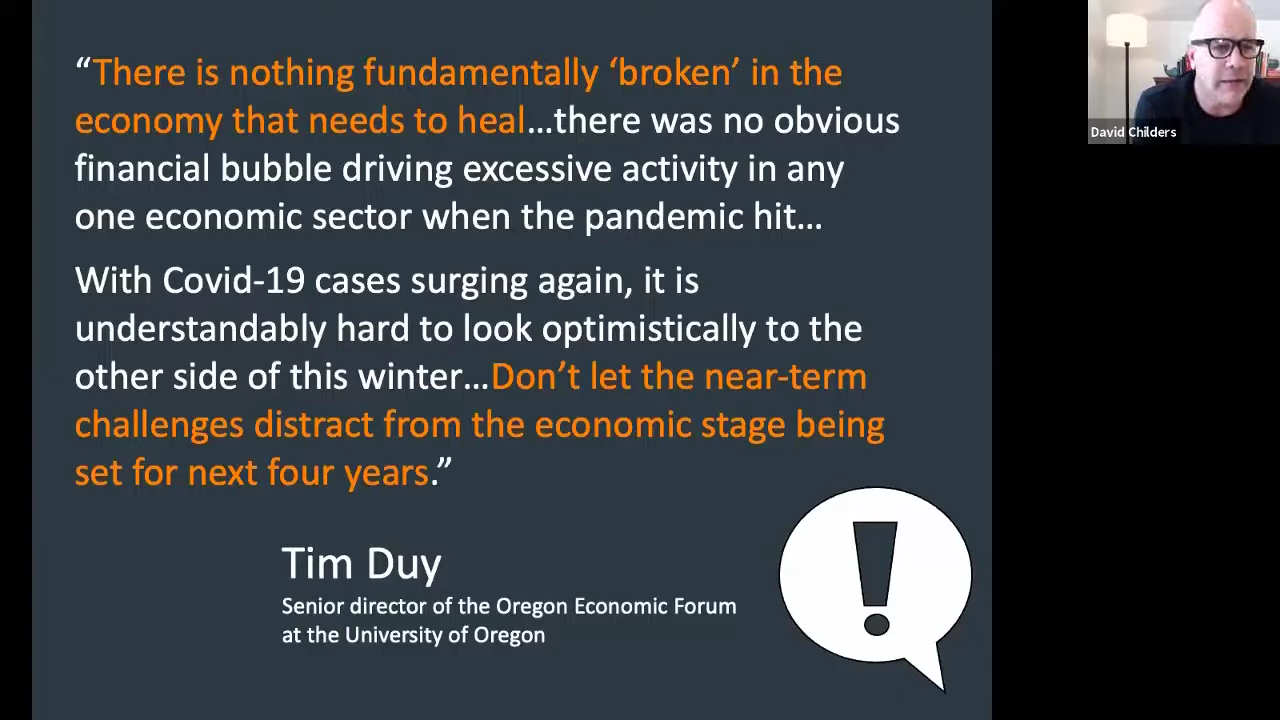 “There is nothing fundamentally ‘broken’ in the
economy that needs to heal…there was no obvious
financial bubble driving excessive activity in any
one economic sector when the pandemic hit…
With Covid-19 cases surging again, it is
understandably hard to look optimistically to the
other side of this winter…Don’t let the near-term
challenges distract from the economic stage being
set for next four years.”
Tim Duy
Senior director of the Oregon Economic Forum
at the University of Oregon
!
David Childers